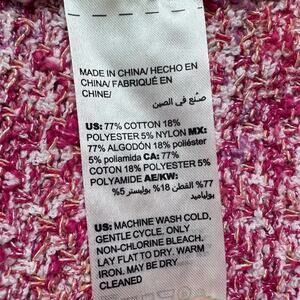 MADE IN CHINA/ HECHO EN
CHINA/ FABRIQUÉ EN
CHINE/
صنع في الصين
US: 77% COTTON 18%
POLYESTER 5% NYLON MX:
77% ALGODÓN 18% poliéster
5% poliamida CA: 77%
COTON 18% POLYESTER 5%
POLYAMIDE AE/KW:
77% القطن 18% بوليستر 5%
بولياميد
US: MACHINE WASH COLD,
GENTLE CYCLE. ONLY
NON-CHLORINE BLEACH.
LAY FLAT TO DRY. WARM
IRON. MAY BE DRY
CLEANED